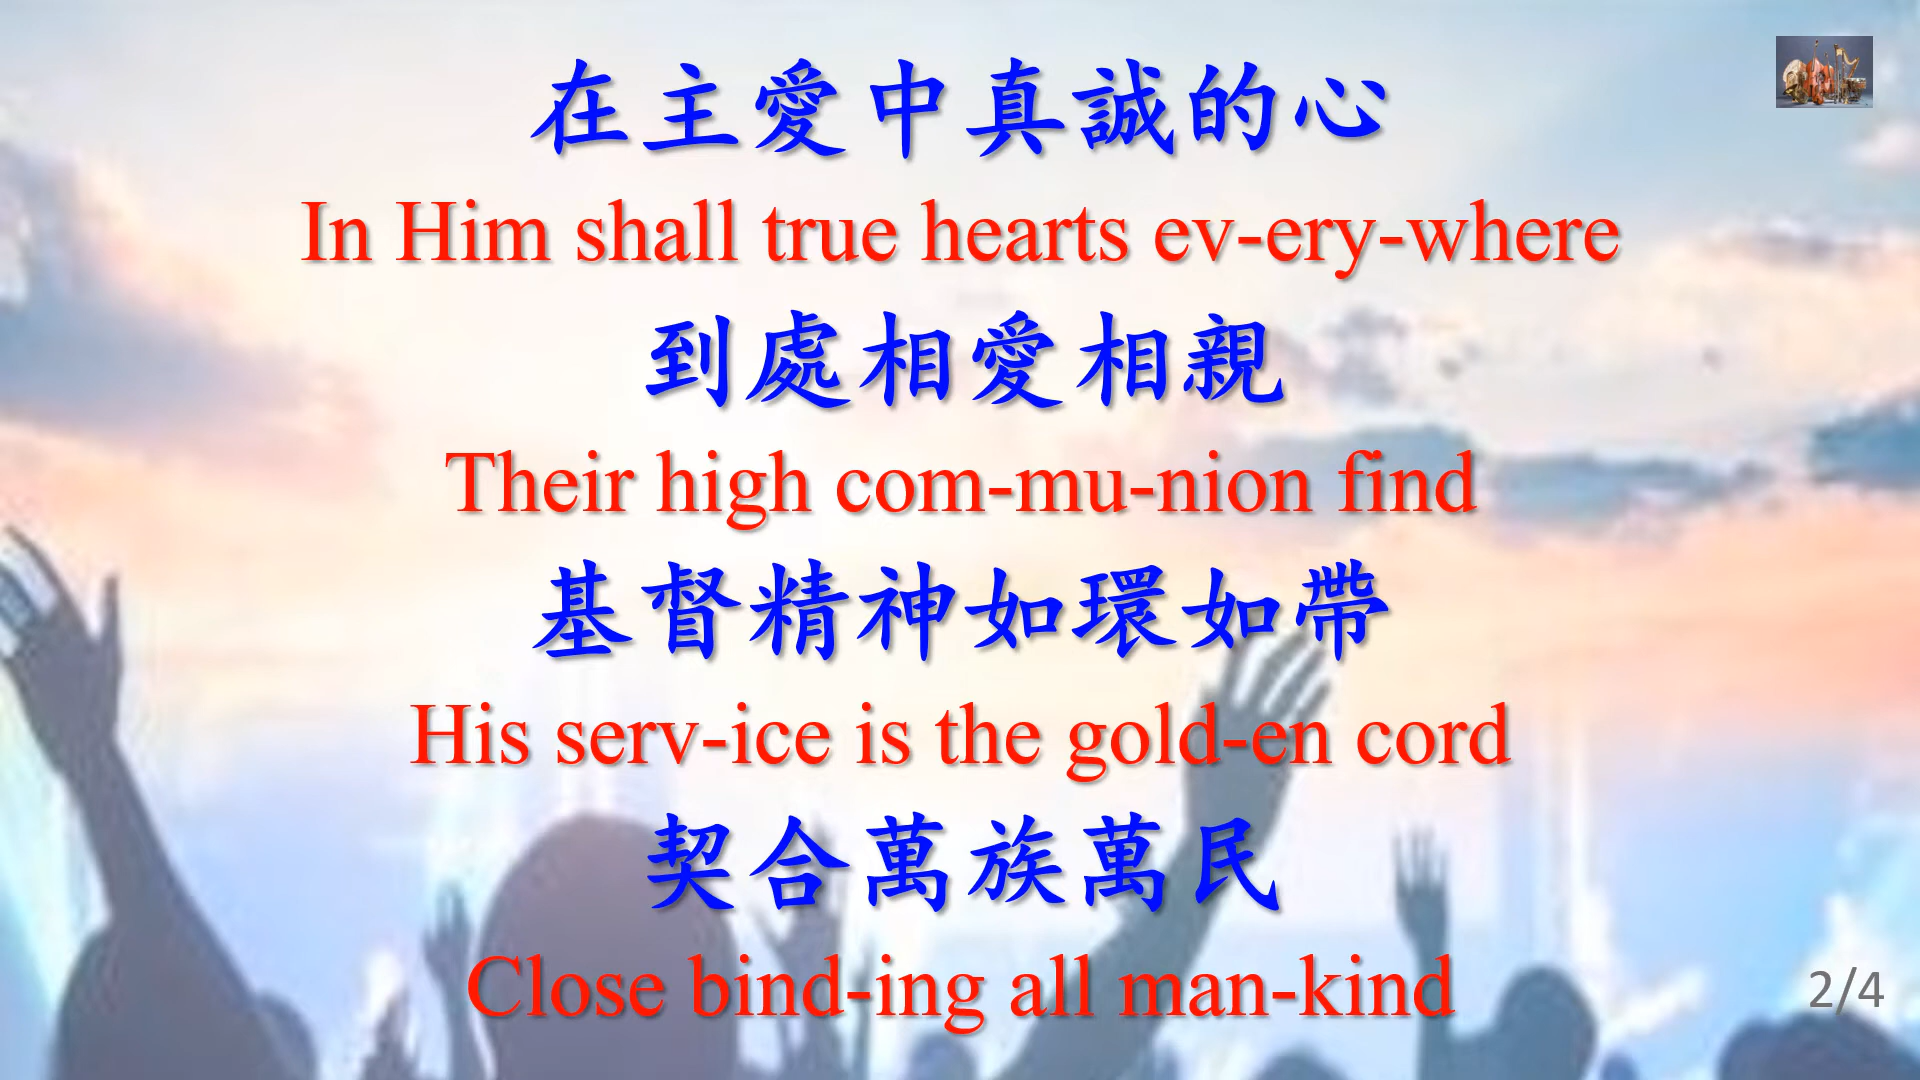 在主愛中真誠的心
In Him shall true hearts ev-ery-where
到處相愛相親
Their high com-mu-nion find
基督精神如環如帶
His serv-ice is the gold-en cord
契合萬族萬民
Close bind-ing all man-kind
2/4